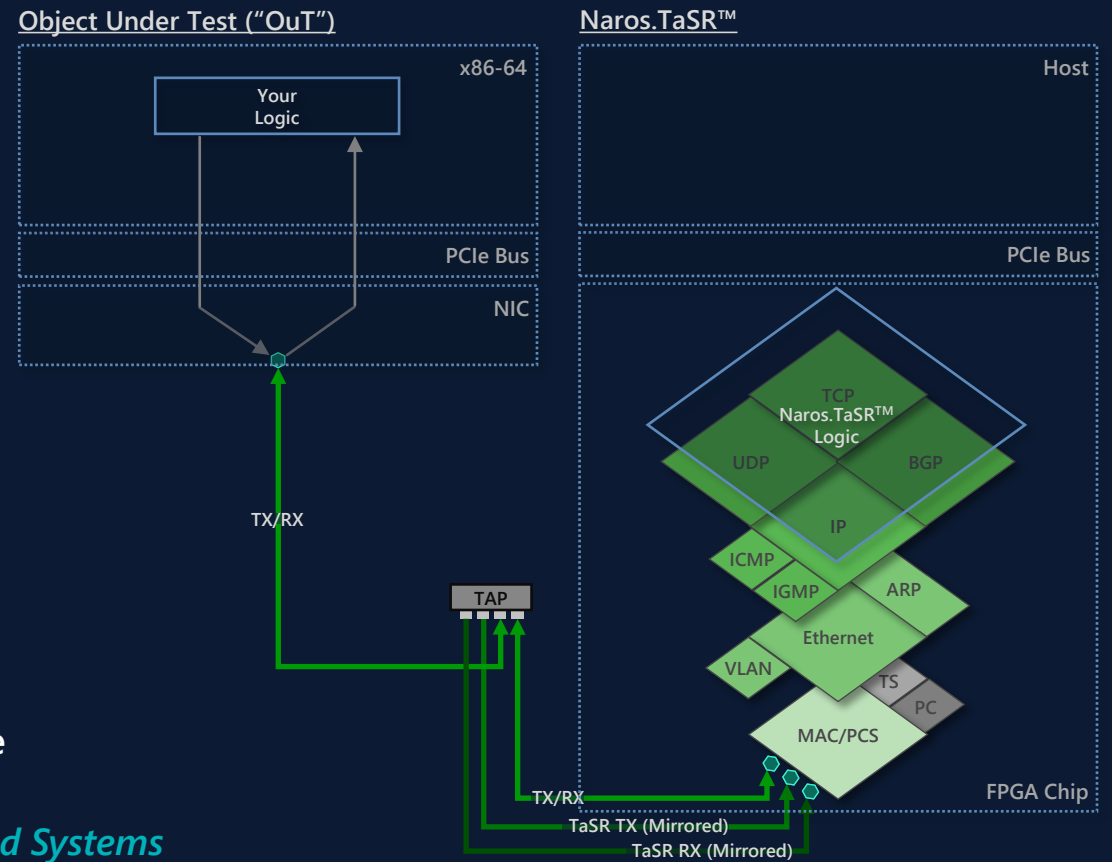 Object Under Test (“OuT”)
x86-64
Your
Logic
PCIe Bus
NIC
TX/RX
TAP
Naros.TaSR™
Host
PCIe Bus
TCP
Naros.TaSR™
Logic
UDP
BGP
IP
ICMP
IGMP
ARP
Ethernet
VLAN
TS
PC
MAC/PCS
FPGA Chip
TX/RX
TaSR TX (Mirrored)
TaSR RX (Mirrored)
e
d Systems